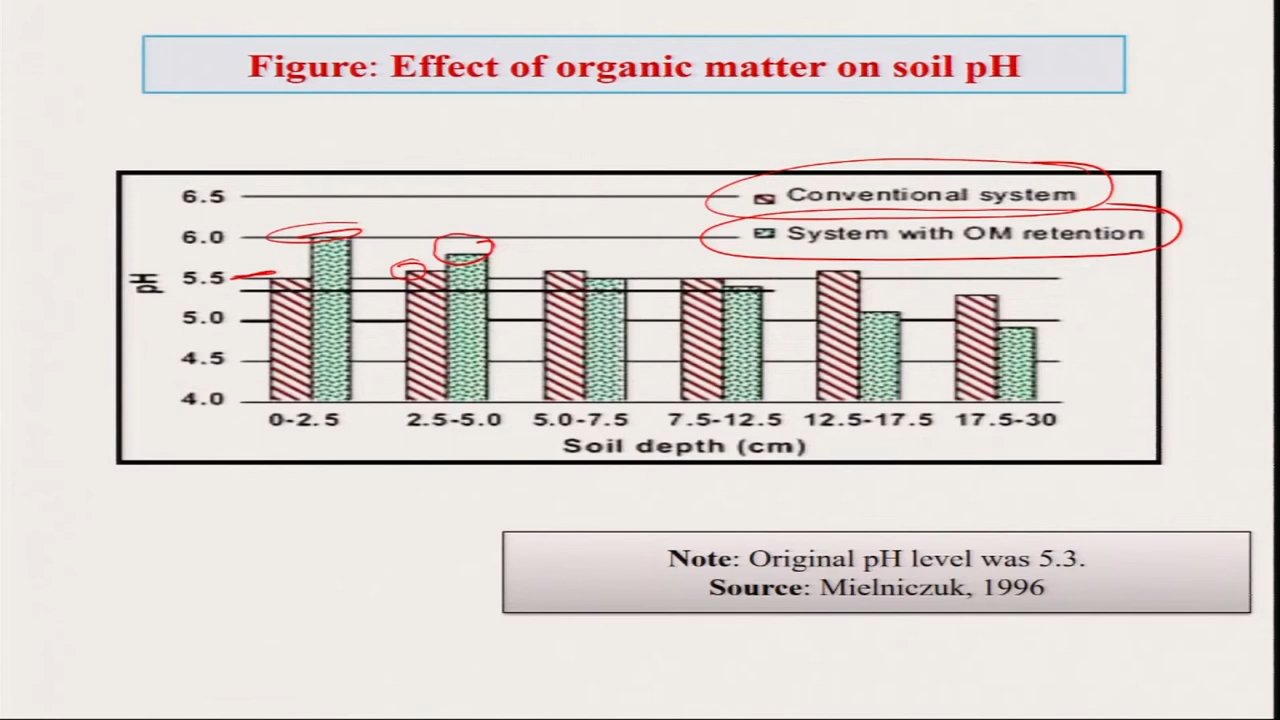 Figure: Effect of organic matter on soil pH
Conventional system
System with OM retention
pH
6.5
6.0
5.5
5.0
4.5
4.0
0-2.5 2.5-5.0 5.0-7.5 7.5-12.5 12.5-17.5 17.5-30
Soil depth (cm)
Note: Original pH level was 5.3.
Source: Mielniczuk, 1996